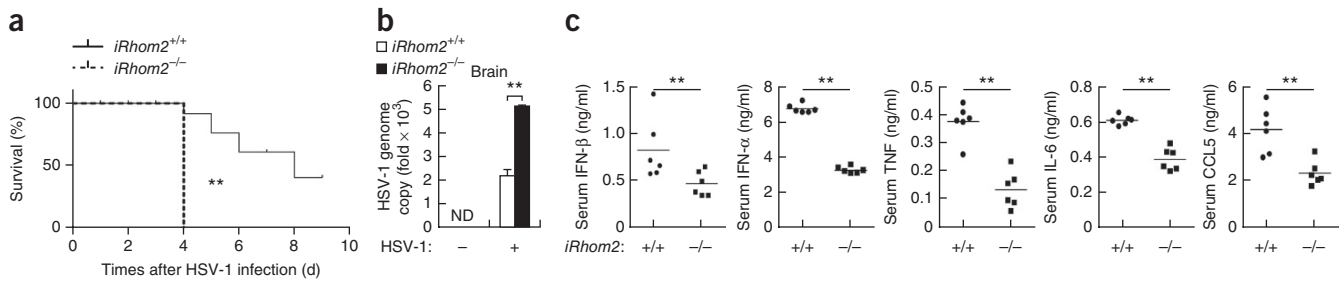 a
iRhom2+/+
iRhom2−/−
Survival (%)
100
50
0
**
0 2 4 6 8 10
Times after HSV-1 infection (d)
b
iRhom2+/+
iRhom2−/−
Brain
HSV-1 genome
copy (fold × 10³)
6
5
4
3
2
1
0
**
ND
HSV-1: − +
c
Serum IFN-β (ng/ml)
1.5
1.0
0.5
0
**
Serum IFN-α (ng/ml)
8
6
4
2
0
**
Serum TNF (ng/ml)
0.5
0.4
0.3
0.2
0.1
0
**
Serum IL-6 (ng/ml)
0.8
0.6
0.4
0.2
**
Serum CCL5 (ng/ml)
6
4
2
0
**
iRhom2: +/+ −/− +/+ −/− +/+ −/− +/+ −/− +/+ −/−